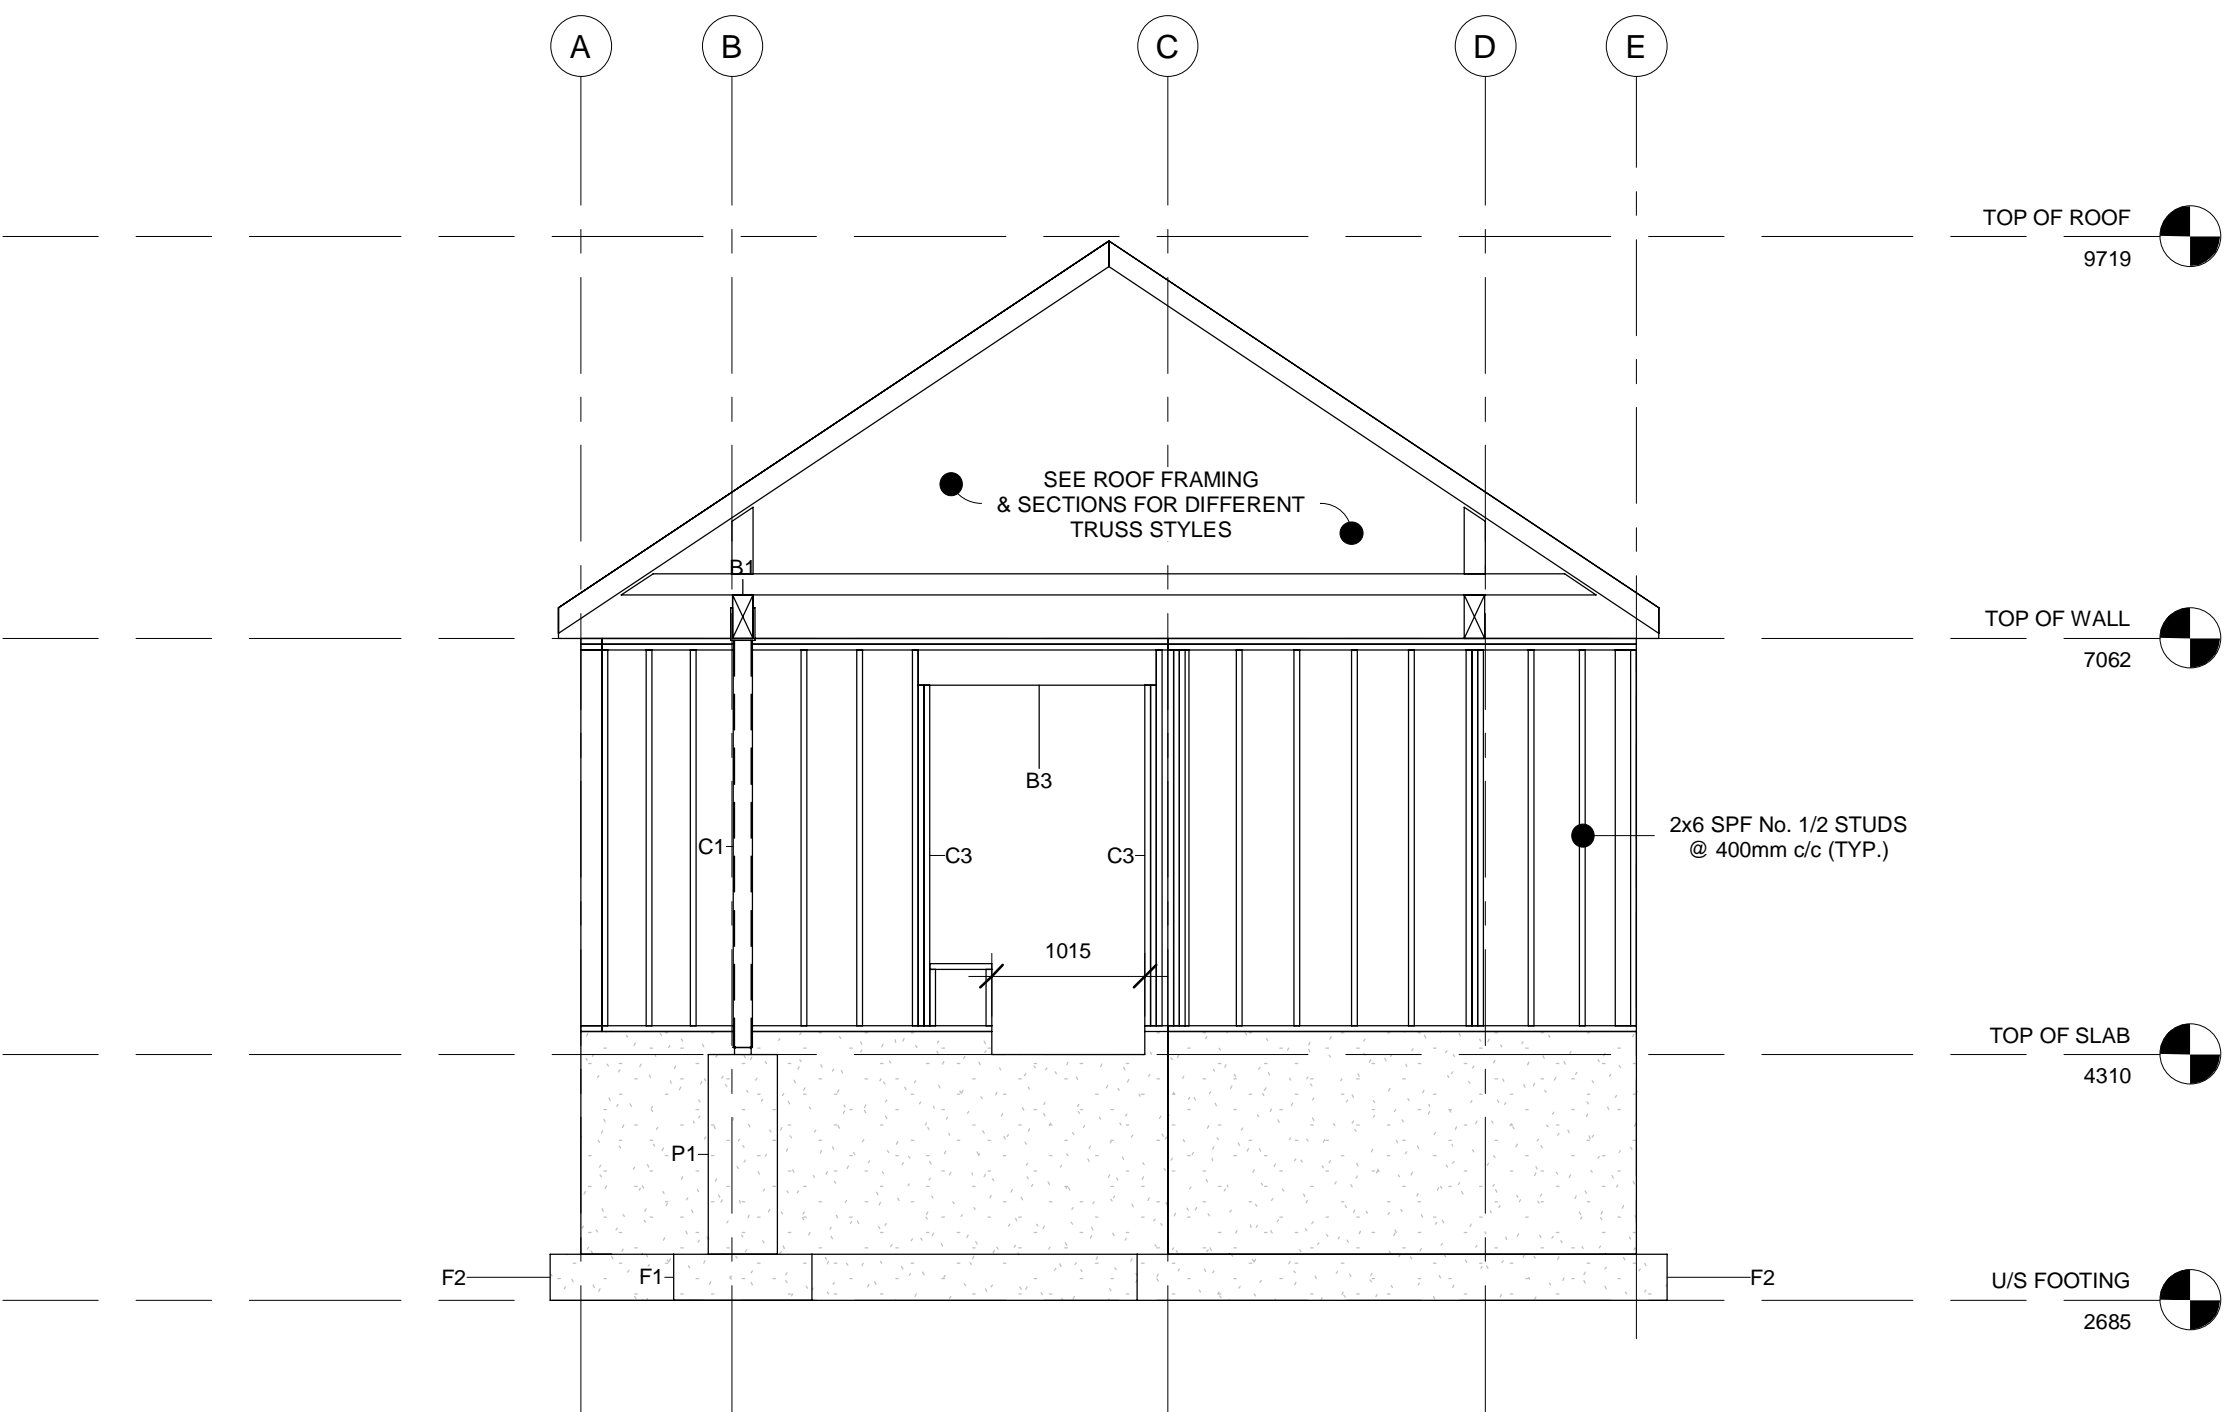 A
B
C
D
E
TOP OF ROOF
9719
SEE ROOF FRAMING
& SECTIONS FOR DIFFERENT
TRUSS STYLES
B1
TOP OF WALL
7062
B3
2x6 SPF No. 1/2 STUDS
@ 400mm c/c (TYP.)
C1
C3
C3
1015
TOP OF SLAB
4310
P1
F2
F1
F2
U/S FOOTING
2685